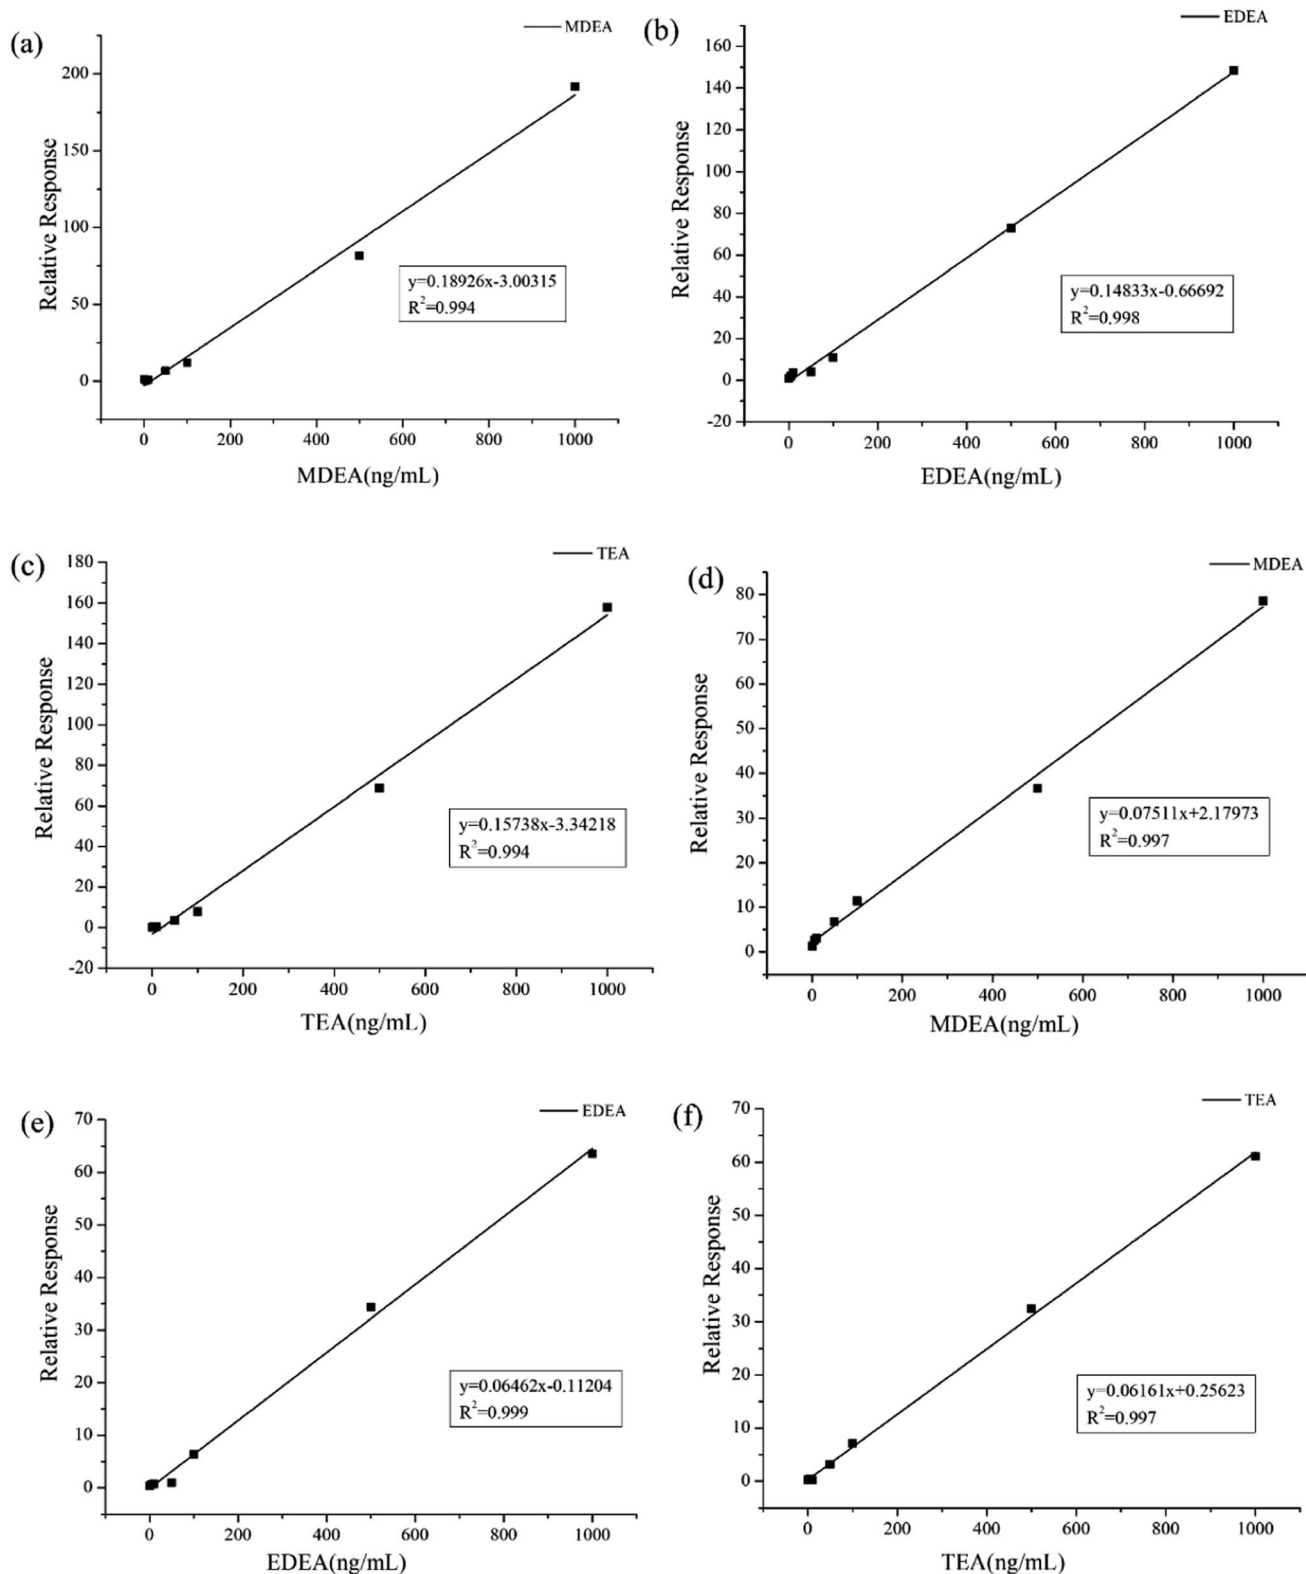 (a)
MDEA
200
150
100
50
0
Relative Response
y=0.18926x-3.00315
R²=0.994
0 200 400 600 800 1000
MDEA(ng/mL)
(b)
EDEA
160
140
120
100
80
60
40
20
0
-20
Relative Response
y=0.14833x-0.66692
R²=0.998
0 200 400 600 800 1000
EDEA(ng/mL)
(c)
TEA
180
160
140
120
100
80
60
40
20
0
-20
Relative Response
y=0.15738x-3.34218
R²=0.994
0 200 400 600 800 1000
TEA(ng/mL)
(d)
MDEA
80
70
60
50
40
30
20
10
0
Relative Response
y=0.07511x+2.17973
R²=0.997
0 200 400 600 800 1000
MDEA(ng/mL)
(e)
EDEA
70
60
50
40
30
20
10
0
Relative Response
y=0.06462x-0.11204
R²=0.999
0 200 400 600 800 1000
EDEA(ng/mL)
(f)
TEA
70
60
50
40
30
20
10
0
Relative Response
y=0.06161x+0.25623
R²=0.997
0 200 400 600 800 1000
TEA(ng/mL)